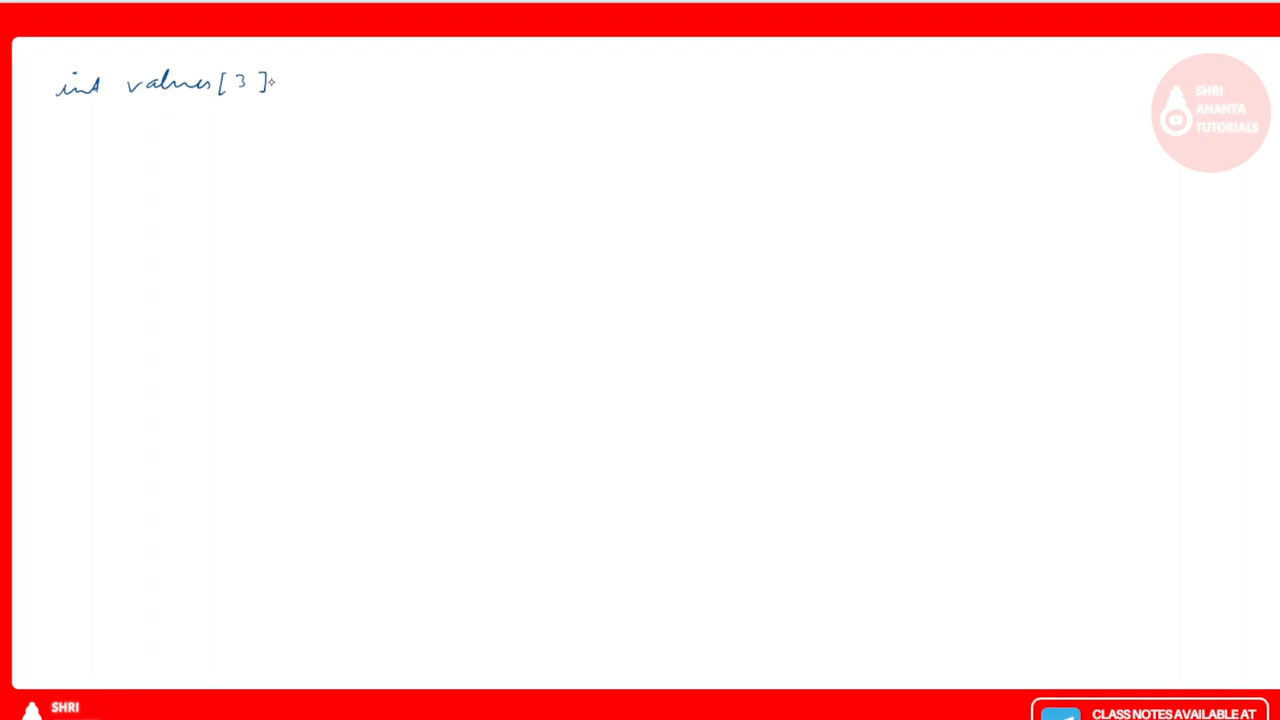 int values[3]
SHRI
ANANTA
TUTORIALS
SHRI
CLASS NOTES AVAILABLE AT